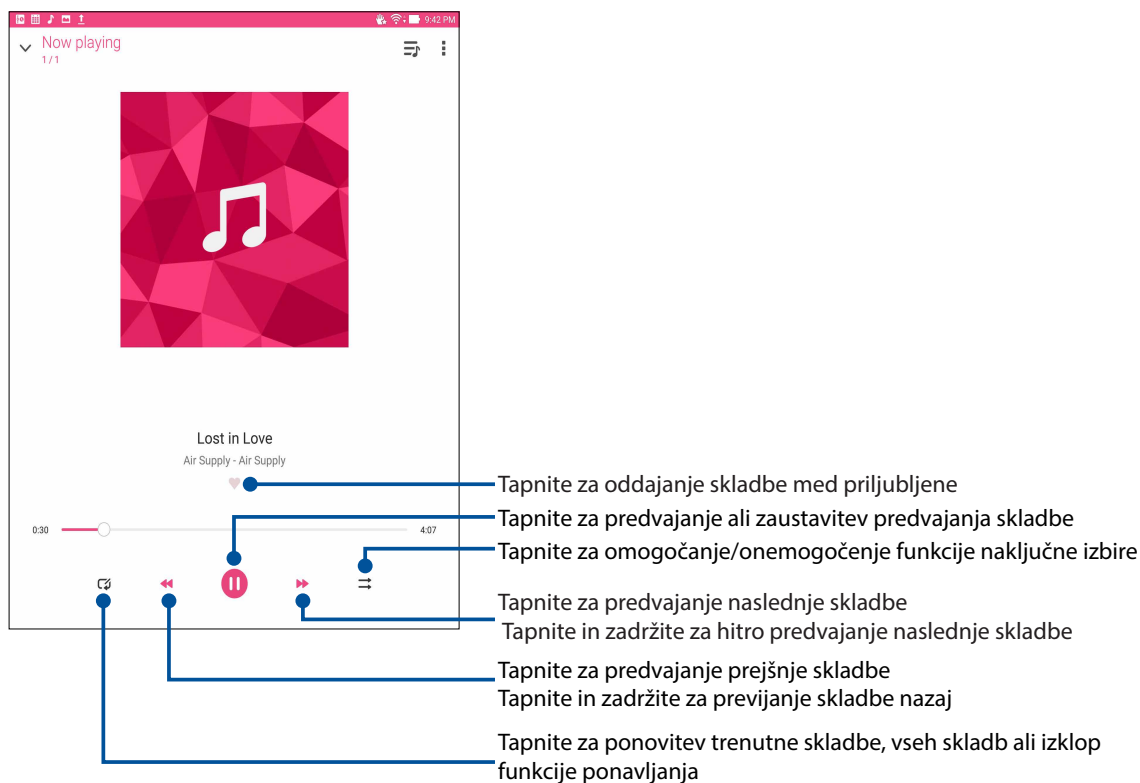 9:42 PM
Now playing
1 / 1
Lost in Love
Air Supply - Air Supply
0:30
4:07
Tapnite za oddajanje skladbe med priljubljene
Tapnite za predvajanje ali zaustavitev predvajanja skladbe
Tapnite za omogočanje/onemogočenje funkcije naključne izbire
Tapnite za predvajanje naslednje skladbe
Tapnite in zadržite za hitro predvajanje naslednje skladbe
Tapnite za predvajanje prejšnje skladbe
Tapnite in zadržite za previjanje skladbe nazaj
Tapnite za ponovitev trenutne skladbe, vseh skladb ali izklop
funkcije ponavljanja